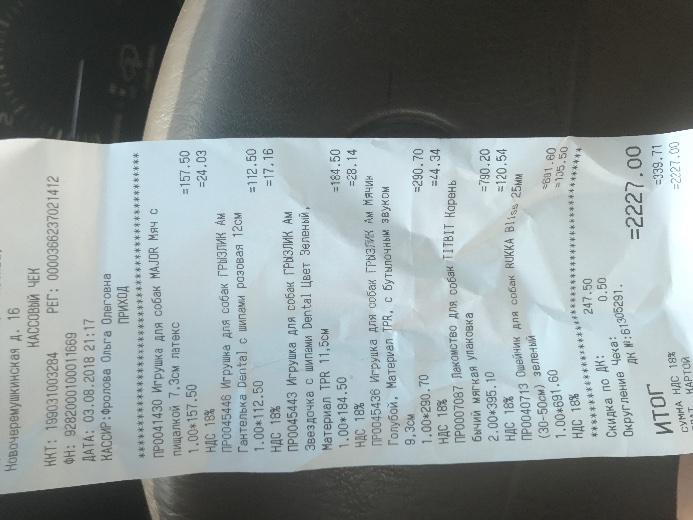 Новочеремушкинская д. 16
КАССОВЫЙ ЧЕК
ККТ: 199031003284 РЕГ: 0000366237021412
ФН: 9282000100011669
ДАТА: 03.08.2018 21:17
КАССИР:Фролова Ольга Олеговна
ПРИХОД
****************************************
ПР0041430 Игрушка для собак MAJOR Мяч с
пищалкой 7,3см латекс
1.00*157.50 =157.50
НДС 18% =24.03
ПР0045446 Игрушка для собак ГРЫЗЛИК Ам
Гантелька Dental с шипами розовая 12см
1.00*112.50 =112.50
НДС 18% =17.16
ПР0045443 Игрушка для собак ГРЫЗЛИК Ам
Звездочка с шипами Dental Цвет Зеленый,
Материал TPR 11,5см
1.00*184.50 =184.50
НДС 18% =28.14
ПР0045436 Игрушка для собак ГРЫЗЛИК Ам Мячик
Голубой, Материал TPR, с бутылочным звуком
9,3см
1.00*290.70 =290.70
НДС 18% =44.34
ПР0007087 Лакомство для собак TITBIT Корень
бычий мягкая упаковка
2.00*395.10 =790.20
НДС 18% =120.54
ПР0040713 Ошейник для собак RUKKA Bliss 25мм
(30-50см) зеленый
1.00*691.60 =691.60
НДС 18% =105.50
****************************************
Скидка по ДК: 247.50
Округление чека: 0.50
ДК №:61305291.
ИТОГ =2227.00
СУММА НДС 18% =339.71
КАРТОЙ =2227.00